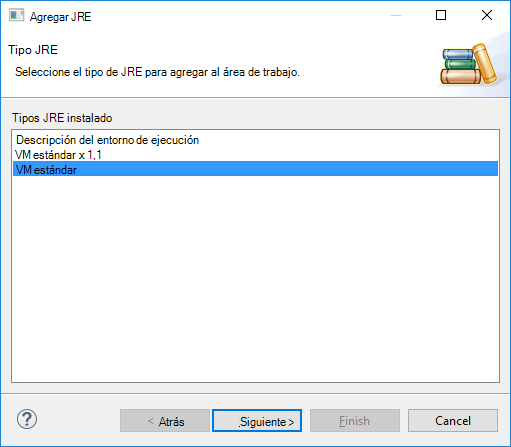 Agregar JRE
Tipo JRE
Seleccione el tipo de JRE para agregar al área de trabajo.
Tipos JRE instalado
Descripción del entorno de ejecución
VM estándar x 1,1
VM estándar
?
< Atrás
Siguiente >
Finish
Cancel